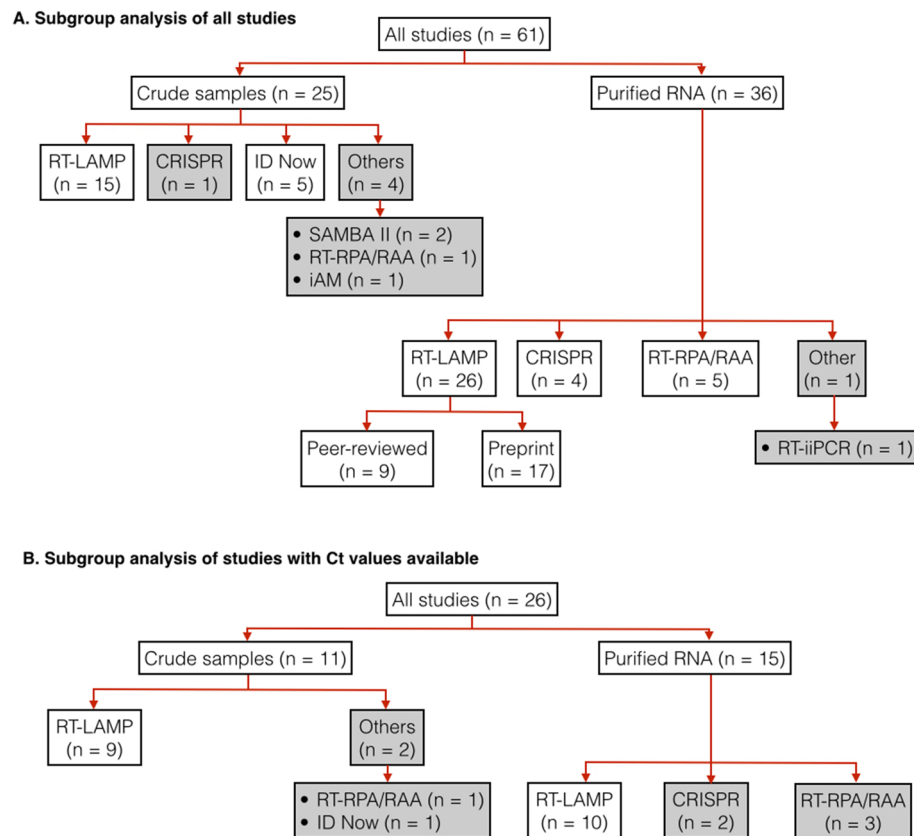 A. Subgroup analysis of all studies
All studies (n = 61)
Crude samples (n = 25)
Purified RNA (n = 36)
RT-LAMP
(n = 15)
CRISPR
(n = 1)
ID Now
(n = 5)
Others
(n = 4)
• SAMBA II (n = 2)
• RT-RPA/RAA (n = 1)
• iAM (n = 1)
RT-LAMP
(n = 26)
CRISPR
(n = 4)
RT-RPA/RAA
(n = 5)
Other
(n = 1)
Peer-reviewed
(n = 9)
Preprint
(n = 17)
• RT-iiPCR (n = 1)
B. Subgroup analysis of studies with Ct values available
All studies (n = 26)
Crude samples (n = 11)
Purified RNA (n = 15)
RT-LAMP
(n = 9)
Others
(n = 2)
• RT-RPA/RAA (n = 1)
• ID Now (n = 1)
RT-LAMP
(n = 10)
CRISPR
(n = 2)
RT-RPA/RAA
(n = 3)